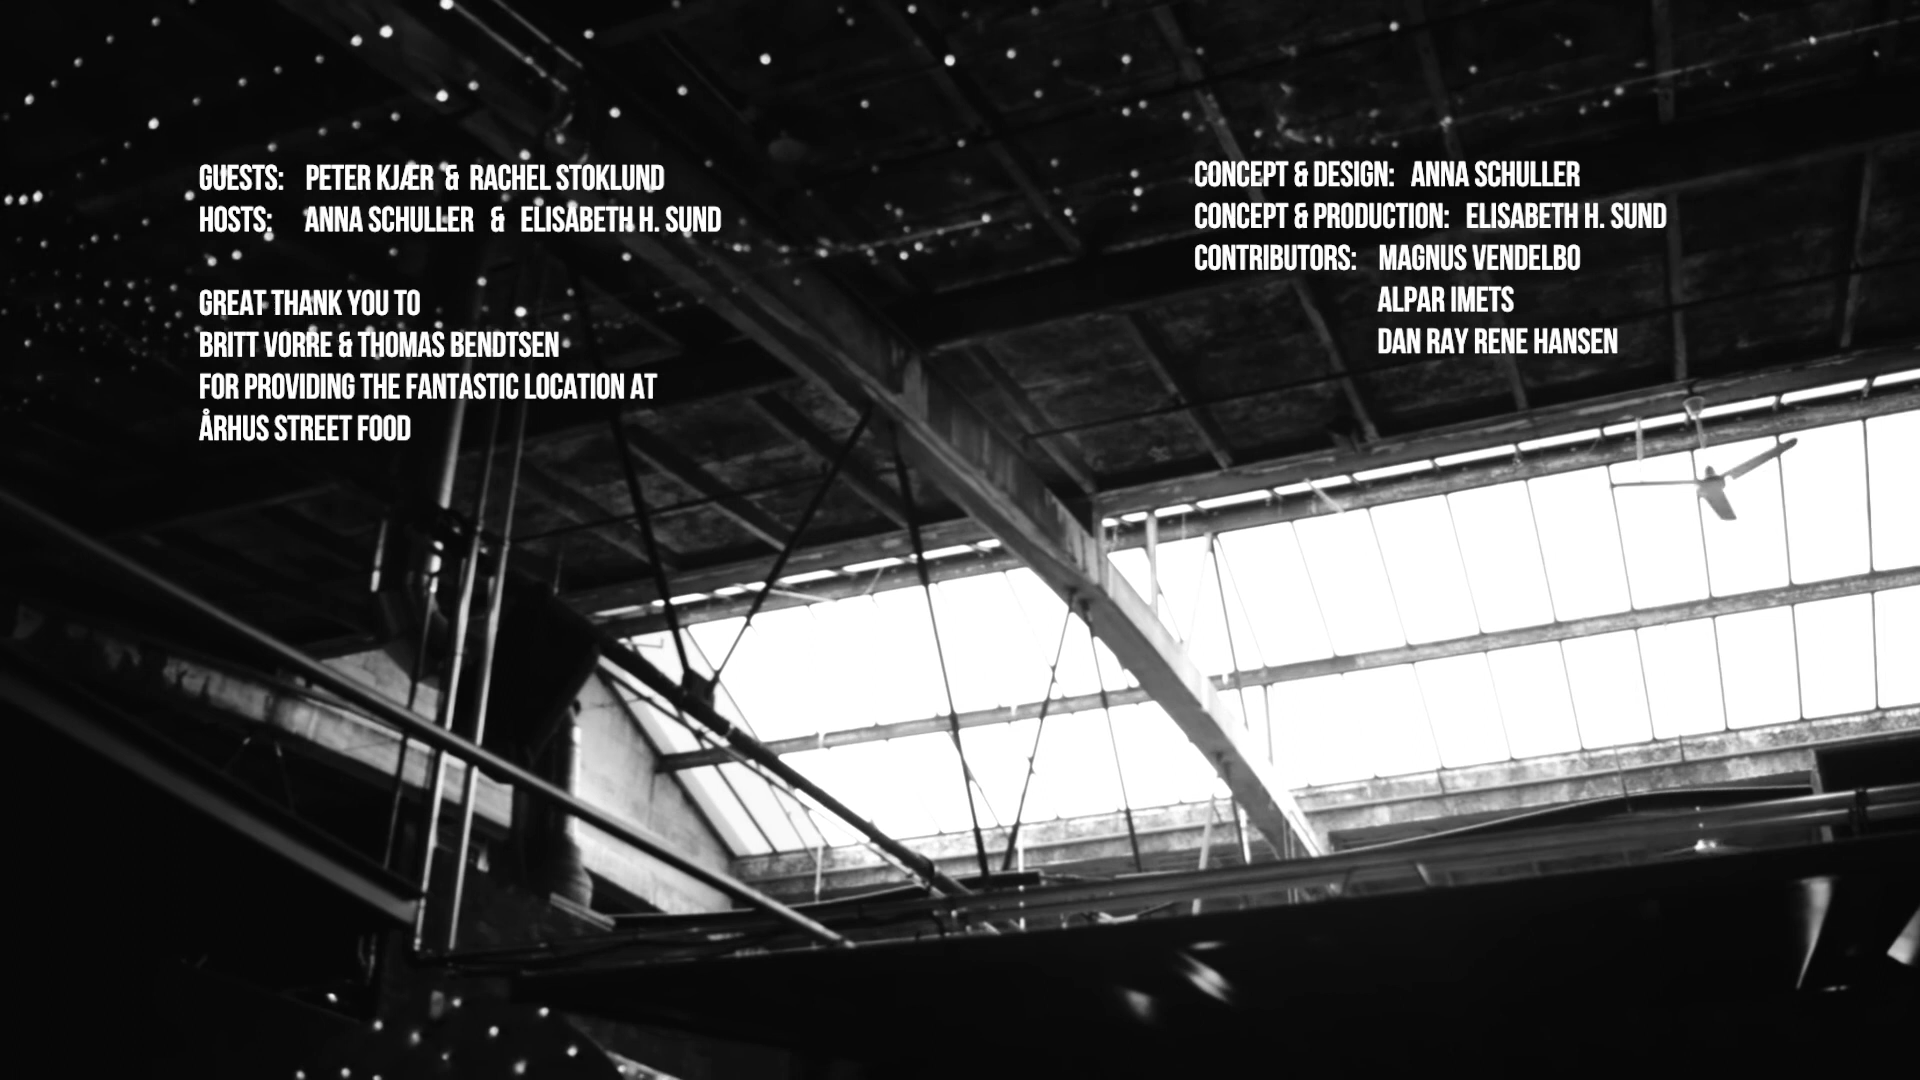 GUESTS: PETER KJÆR & RACHEL STOKLUND
HOSTS: ANNA SCHULLER & ELISABETH H. SUND
GREAT THANK YOU TO
BRITT VORRE & THOMAS BENDTSEN
FOR PROVIDING THE FANTASTIC LOCATION AT
ÅRHUS STREET FOOD
CONCEPT & DESIGN: ANNA SCHULLER
CONCEPT & PRODUCTION: ELISABETH H. SUND
CONTRIBUTORS: MAGNUS VENDELBO
ALPAR IMETS
DAN RAY RENE HANSEN